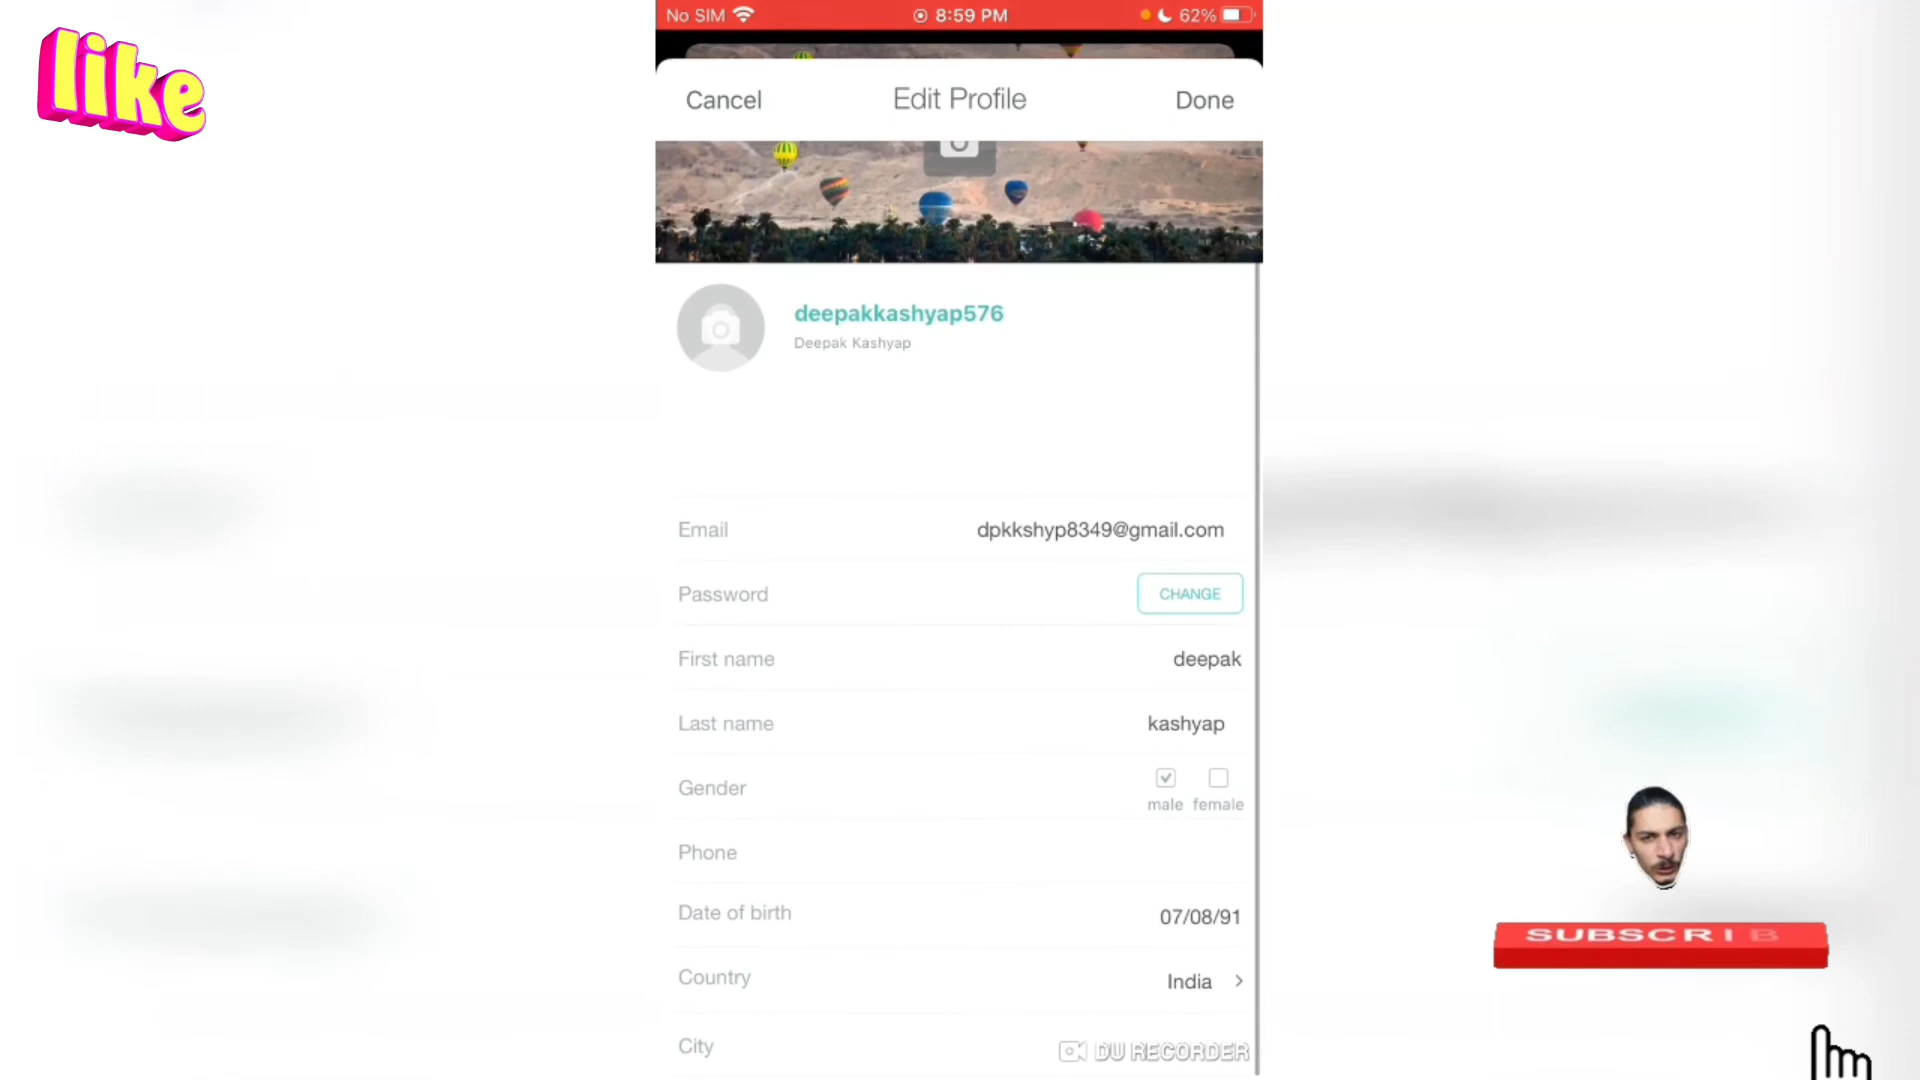 like
No SIM 8:59 PM 62%
Cancel Edit Profile Done
deepakkashyap576
Deepak Kashyap
Email dpkkshyp8349@gmail.com
Password CHANGE
First name deepak
Last name kashyap
Gender male female
Phone
Date of birth 07/08/91
Country India
City
DU RECORDER
SUBSCRIB